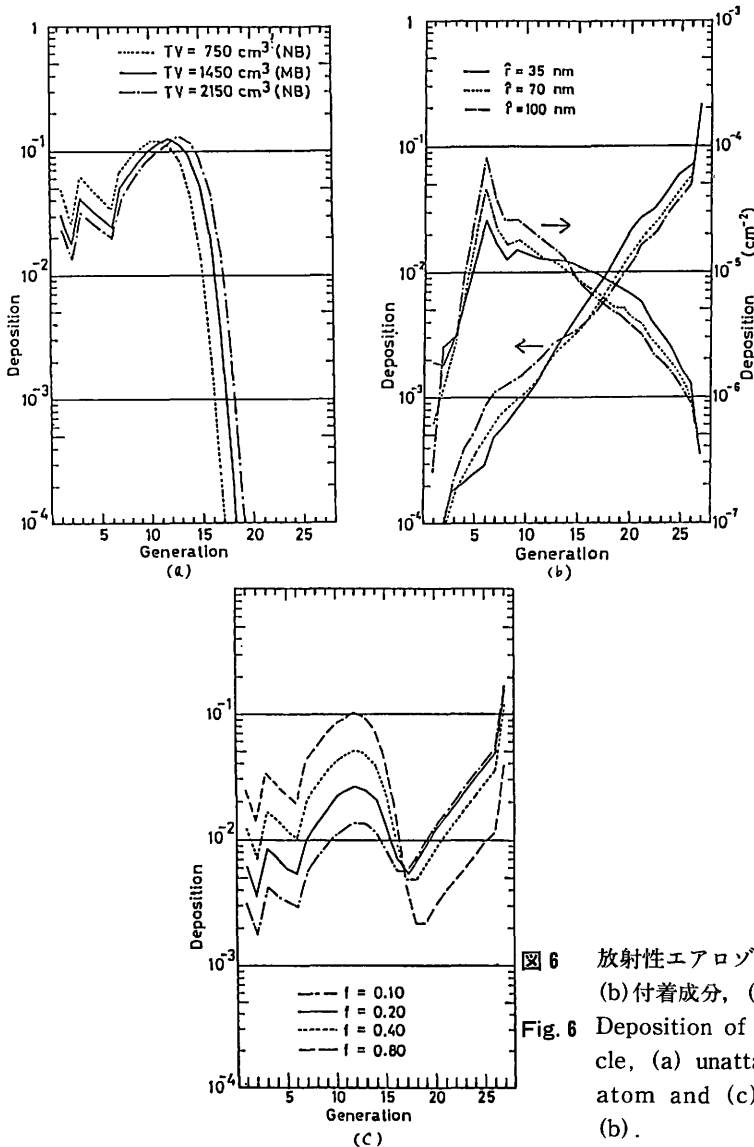 1
10⁻¹
10⁻²
10⁻³
10⁻⁴
Deposition
TV = 750 cm³ (NB)
TV = 1450 cm³ (MB)
TV = 2150 cm³ (NB)
5 10 15 20 25
Generation
(a)
1
10⁻¹
10⁻²
10⁻³
10⁻⁴
Deposition
r̂ = 35 nm
r̂ = 70 nm
r̂ = 100 nm
10⁻³
10⁻⁴
10⁻⁵
10⁻⁶
10⁻⁷
Deposition (cm⁻²)
5 10 15 20 25
Generation
(b)
10⁻¹
10⁻²
10⁻³
10⁻⁴
Deposition
f = 0.10
f = 0.20
f = 0.40
f = 0.80
5 10 15 20 25
Generation
(C)
図 6 放射性エアロゾ
(b)付着成分, (
Fig. 6 Deposition of
cle, (a) unatta
atom and (c)
(b).